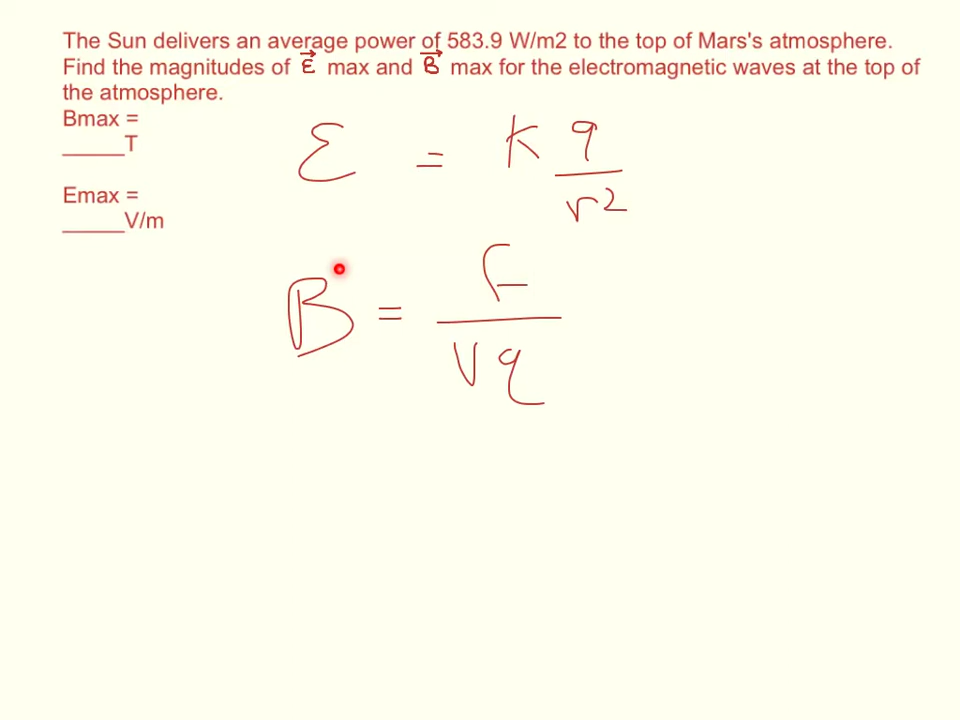 The Sun delivers an average power of 583.9 W/m2 to the top of Mars's atmosphere.
Find the magnitudes of E⃗ max and B⃗ max for the electromagnetic waves at the top of
the atmosphere.
Bmax =
_____T
Emax =
_____V/m
Ɛ = K q/r²
B = F/Vq